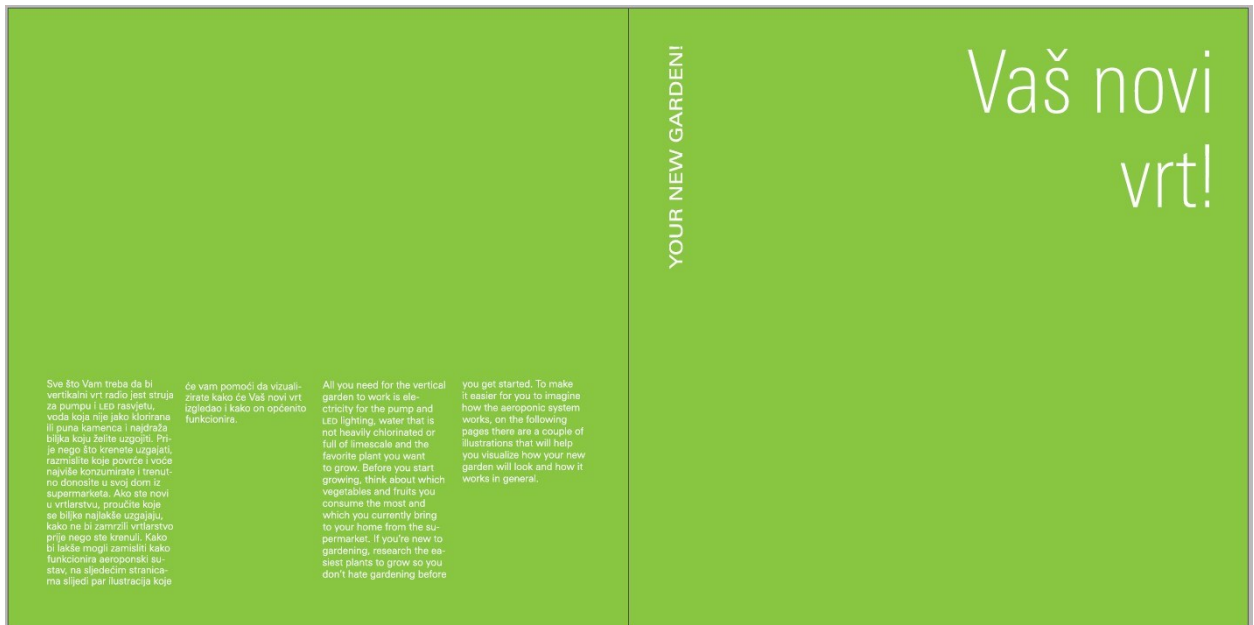 Sve što Vam treba da bi
vertikalni vrt radio jest struja
za pumpu i LED rasvjetu,
voda koja nije jako klorirana
ili puna kamenca i najdraža
biljka koju želite uzgojiti. Pri-
je nego što krenete uzgajati,
razmislite koje povrće i voće
najviše konzumirate i trenut-
no donosite u svoj dom iz
supermarketa. Ako ste novi
u vrtlarstvu, proučite koje
se biljke najlakše uzgajaju,
kako ne bi zamrzili vrtlarstvo
prije nego ste krenuli. Kako
bi lakše mogli zamisliti kako
funkcionira aeroponski su-
stav, na sljedećim stranica-
ma slijedi par ilustracija koje
će vam pomoći da vizuali-
zirate kako će Vaš novi vrt
izgledao i kako on općenito
funkcionira.
All you need for the vertical
garden to work is ele-
ctricity for the pump and
LED lighting, water that is
not heavily chlorinated or
full of limescale and the
favorite plant you want
to grow. Before you start
growing, think about which
vegetables and fruits you
consume the most and
which you currently bring
to your home from the su-
permarket. If you're new to
gardening, research the ea-
siest plants to grow so you
don't hate gardening before
you get started. To make
it easier for you to imagine
how the aeroponic system
works, on the following
pages there are a couple of
illustrations that will help
you visualize how your new
garden will look and how it
works in general.
YOUR NEW GARDEN!
Vaš novi
vrt!